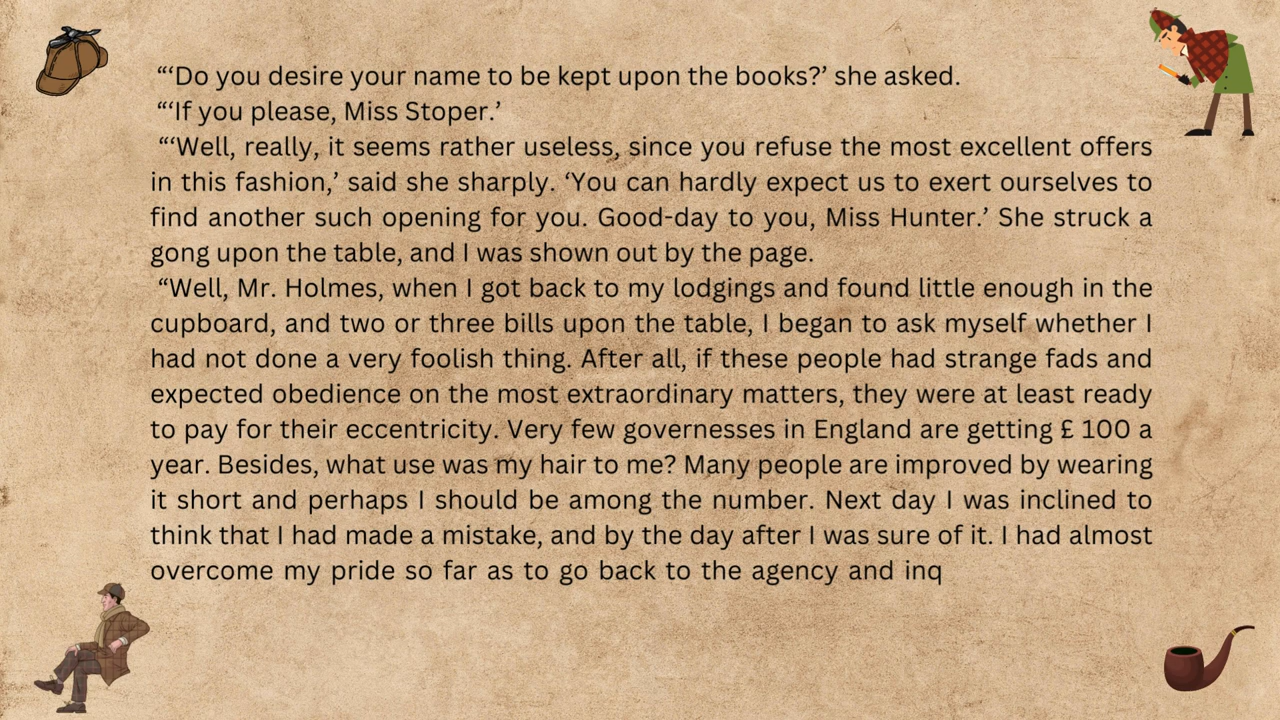 “‘Do you desire your name to be kept upon the books?’ she asked.
“‘If you please, Miss Stoper.’
“‘Well, really, it seems rather useless, since you refuse the most excellent offers
in this fashion,’ said she sharply. ‘You can hardly expect us to exert ourselves to
find another such opening for you. Good-day to you, Miss Hunter.’ She struck a
gong upon the table, and I was shown out by the page.
“Well, Mr. Holmes, when I got back to my lodgings and found little enough in the
cupboard, and two or three bills upon the table, I began to ask myself whether I
had not done a very foolish thing. After all, if these people had strange fads and
expected obedience on the most extraordinary matters, they were at least ready
to pay for their eccentricity. Very few governesses in England are getting £ 100 a
year. Besides, what use was my hair to me? Many people are improved by wearing
it short and perhaps I should be among the number. Next day I was inclined to
think that I had made a mistake, and by the day after I was sure of it. I had almost
overcome my pride so far as to go back to the agency and inq